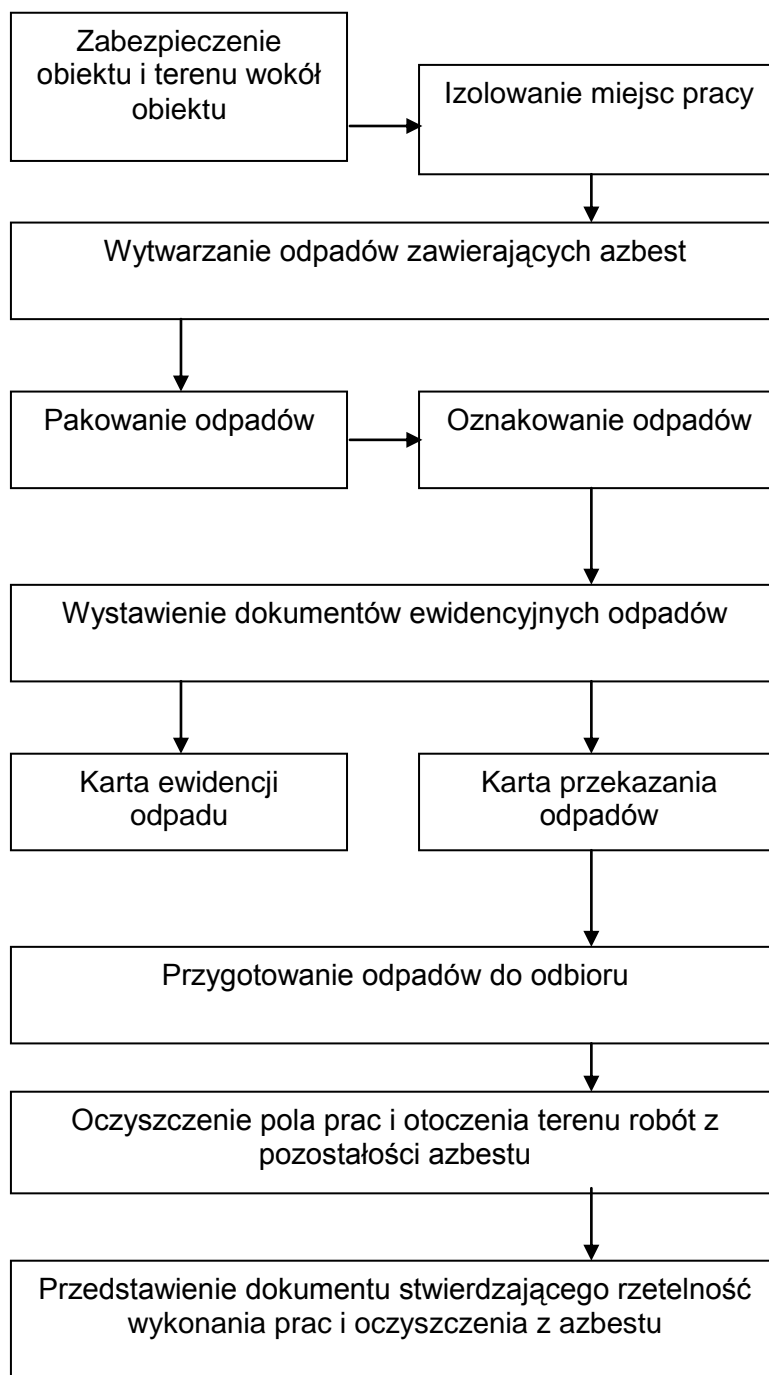 Zabezpieczenie
obiektu i terenu wokół
obiektu
Izolowanie miejsc pracy
Wytwarzanie odpadów zawierających azbest
Pakowanie odpadów
Oznakowanie odpadów
Wystawienie dokumentów ewidencyjnych odpadów
Karta ewidencji
odpadu
Karta przekazania
odpadów
Przygotowanie odpadów do odbioru
Oczyszczenie pola prac i otoczenia terenu robót z
pozostałości azbestu
Przedstawienie dokumentu stwierdzającego rzetelność
wykonania prac i oczyszczenia z azbestu